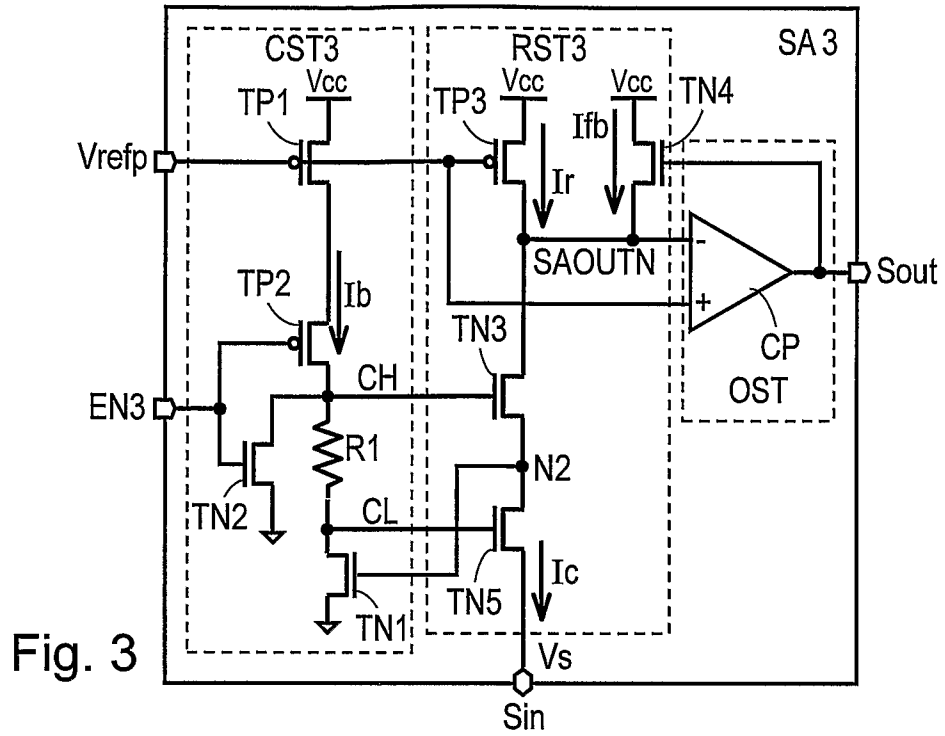 CST3
RST3
SA 3
Vcc
Vcc
Vcc
TP1
TP3
TN4
Ifb
Vrefp
Ir
SAOUTN
-
Sout
TP2
Ib
+
TN3
CP
CH
OST
EN3
R1
N2
TN2
CL
Ic
TN1
TN5
Fig. 3
Vs
Sin